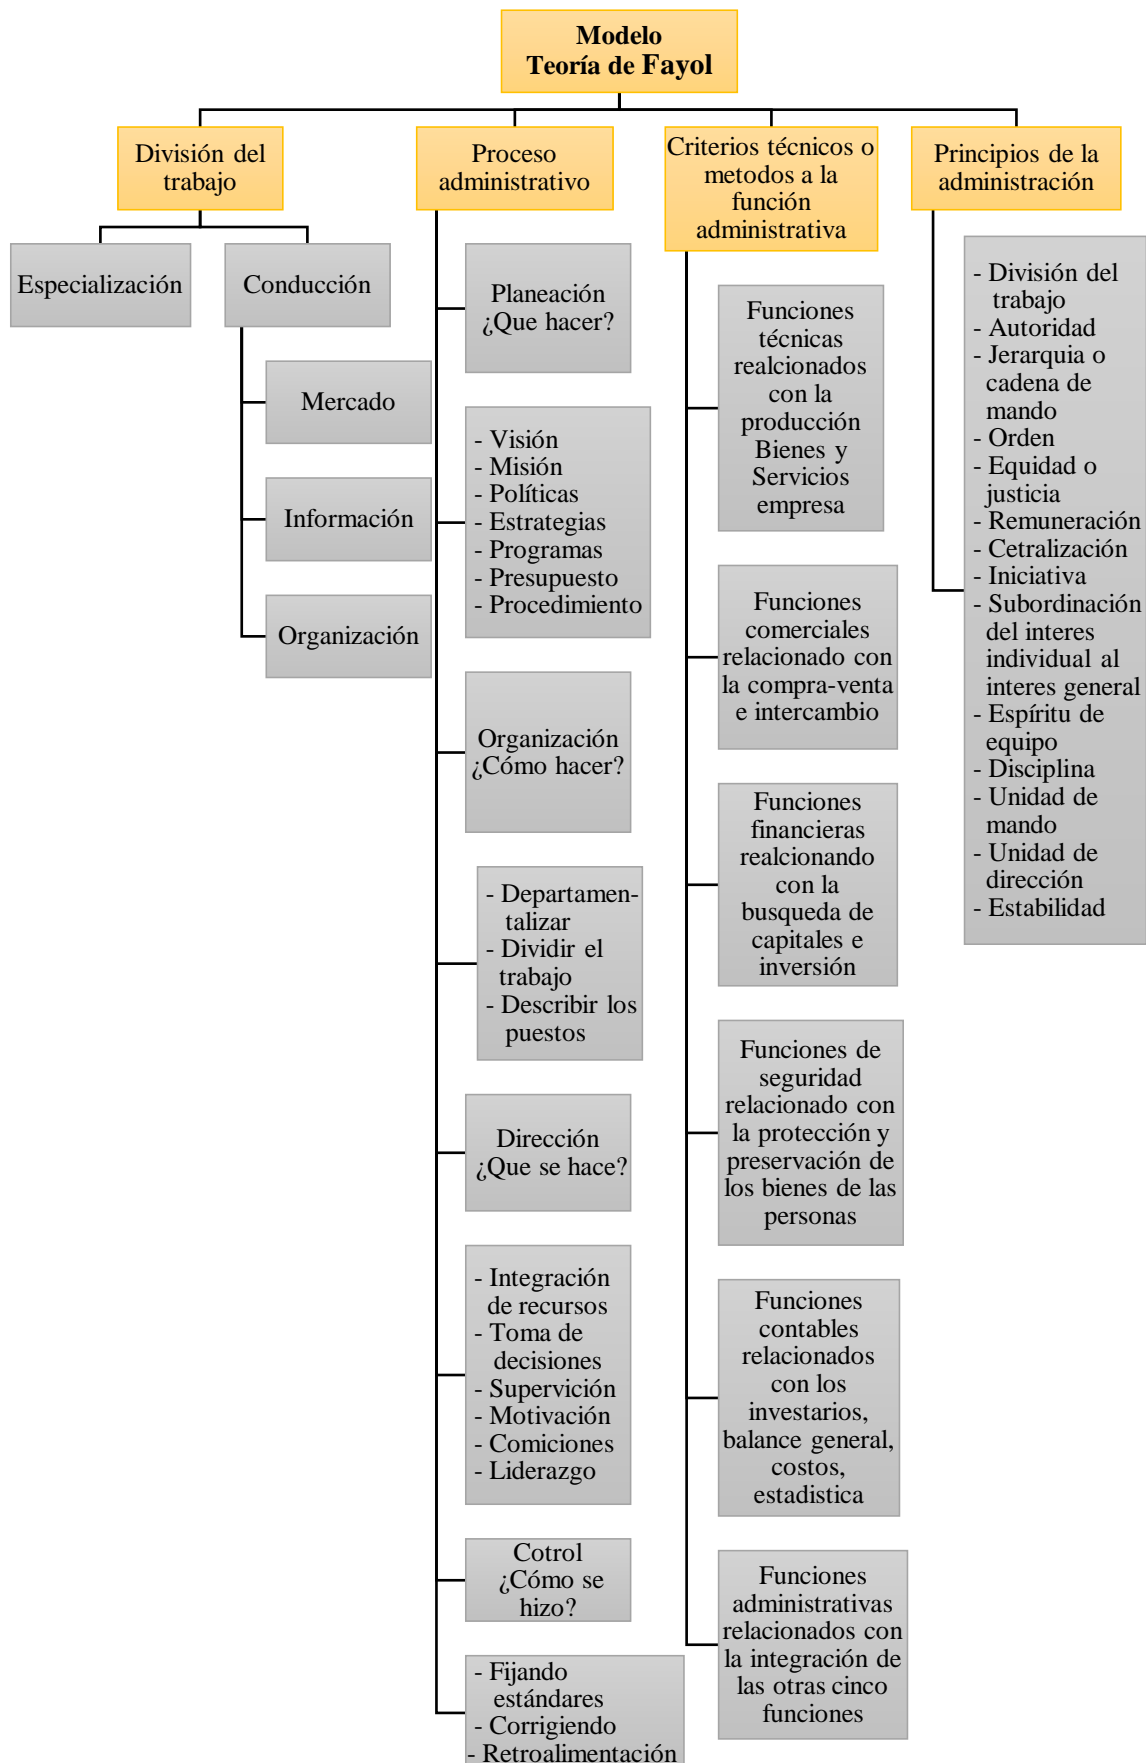 Modelo
Teoría de Fayol
División del
trabajo
Especialización
Conducción
Mercado
Información
Organización
Proceso
administrativo
Planeación
¿Que hacer?
- Visión
- Misión
- Políticas
- Estrategias
- Programas
- Presupuesto
- Procedimiento
Organización
¿Cómo hacer?
- Departamen-
talizar
- Dividir el
trabajo
- Describir los
puestos
Dirección
¿Que se hace?
- Integración
de recursos
- Toma de
decisiones
- Supervición
- Motivación
- Comiciones
- Liderazgo
Cotrol
¿Cómo se
hizo?
- Fijando
estándares
- Corrigiendo
- Retroalimentación
Criterios técnicos o
metodos a la
función
administrativa
Funciones
técnicas
realcionados
con la
producción
Bienes y
Servicios
empresa
Funciones
comerciales
relacionado con
la compra-venta
e intercambio
Funciones
financieras
realcionando
con la
busqueda de
capitales e
inversión
Funciones de
seguridad
relacionado con
la protección y
preservación de
los bienes de las
personas
Funciones
contables
relacionados
con los
investarios,
balance general,
costos,
estadistica
Funciones
administrativas
relacionados con
la integración de
las otras cinco
funciones
Principios de la
administración
- División del
trabajo
- Autoridad
- Jerarquia o
cadena de
mando
- Orden
- Equidad o
justicia
- Remuneración
- Cetralización
- Iniciativa
- Subordinación
del interes
individual al
interes general
- Espíritu de
equipo
- Disciplina
- Unidad de
mando
- Unidad de
dirección
- Estabilidad